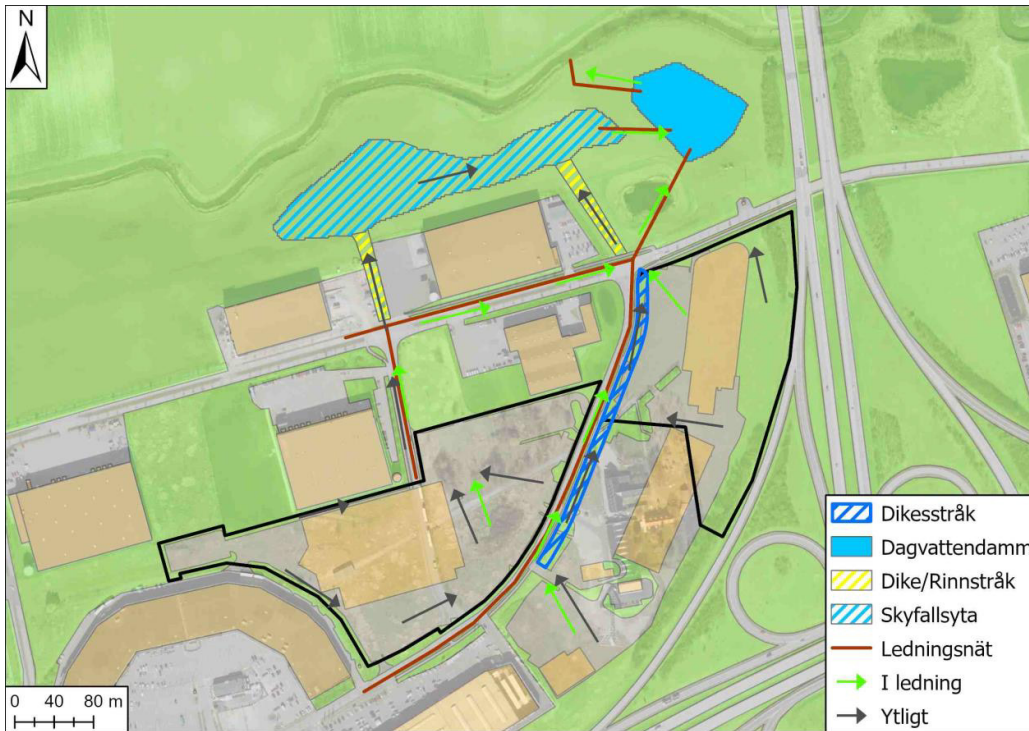 N
Dikesstråk
Dagvattendamm
Dike/Rinnstråk
Skyfallsyta
Ledningsnät
I ledning
Ytligt
0 40 80 m